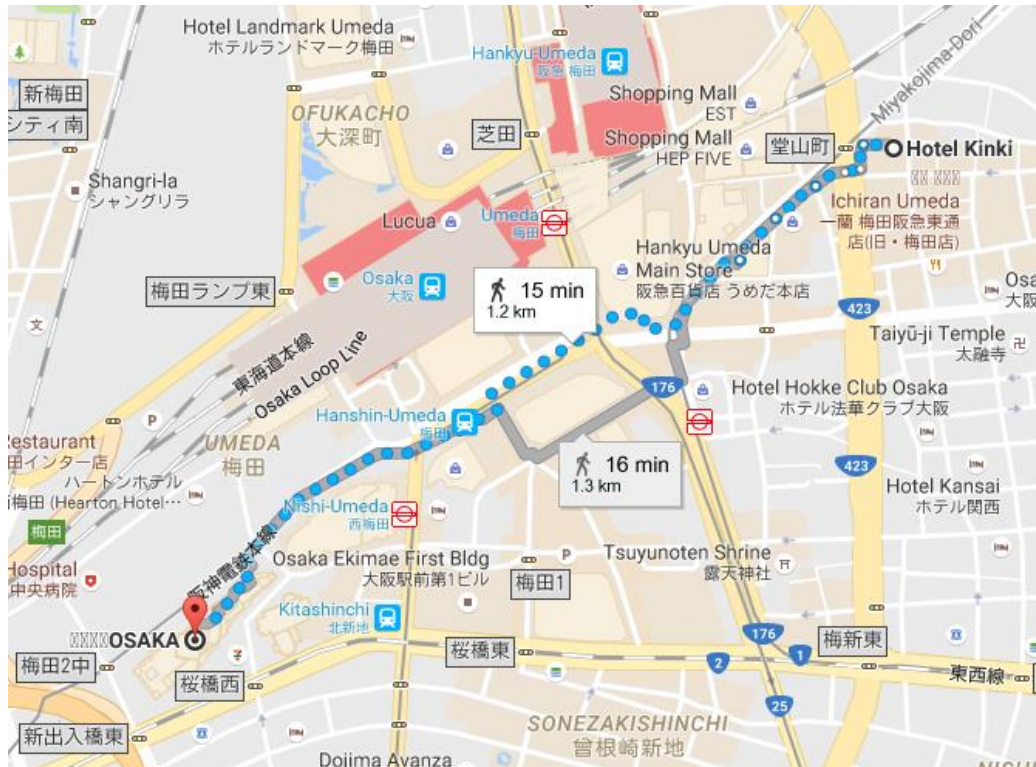 Hotel Landmark Umeda
ホテルランドマーク梅田
新梅田
シティ南
OFUKACHO
大深町
Hankyu-Umeda
阪急 梅田
芝田
Shopping Mall
EST
Shopping Mall
HEP FIVE
Miyakojima-Dori
堂山町
Hotel Kinki
Shangri-la
シャングリラ
Lucua
Umeda
梅田
Ichiran Umeda
一蘭 梅田阪急東通
店(旧・梅田店)
Osaka
大阪
Hankyu Umeda
Main Store
阪急百貨店 うめだ本店
梅田ランプ東
15 min
1.2 km
Osa
大阪
423
Taiyū-ji Temple
太融寺
東海道本線
Osaka Loop Line
176
Hotel Hokke Club Osaka
ホテル法華クラブ大阪
Hanshin-Umeda
梅田
UMEDA
梅田
Restaurant
田インター店
ハートンホテル
西梅田 (Hearton Hotel…
16 min
1.3 km
423
Hotel Kansai
ホテル関西
Nishi-Umeda
西梅田
梅田
阪神電鉄本線
Osaka Ekimae First Bldg
大阪駅前第1ビル
梅田1
Tsuyunoten Shrine
露天神社
Hospital
中央病院
Kitashinchi
北新地
OSAKA
梅田2中
桜橋西
桜橋東
2
176
1
梅新東
東西線
25
新出入橋東
SONEZAKISHINCHI
曾根崎新地
Dojima Avanza